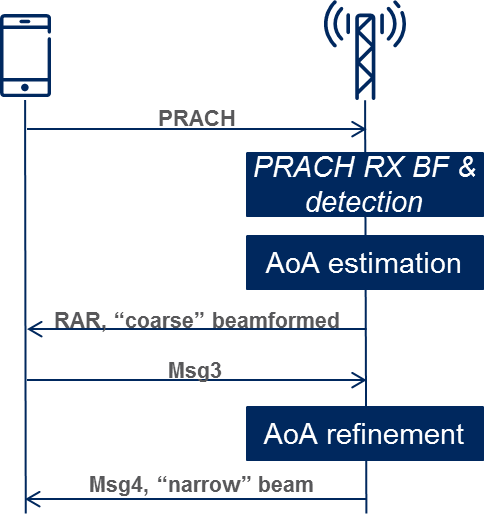 PRACH
PRACH RX BF &
detection
AoA estimation
RAR, “coarse” beamformed
Msg3
AoA refinement
Msg4, “narrow” beam